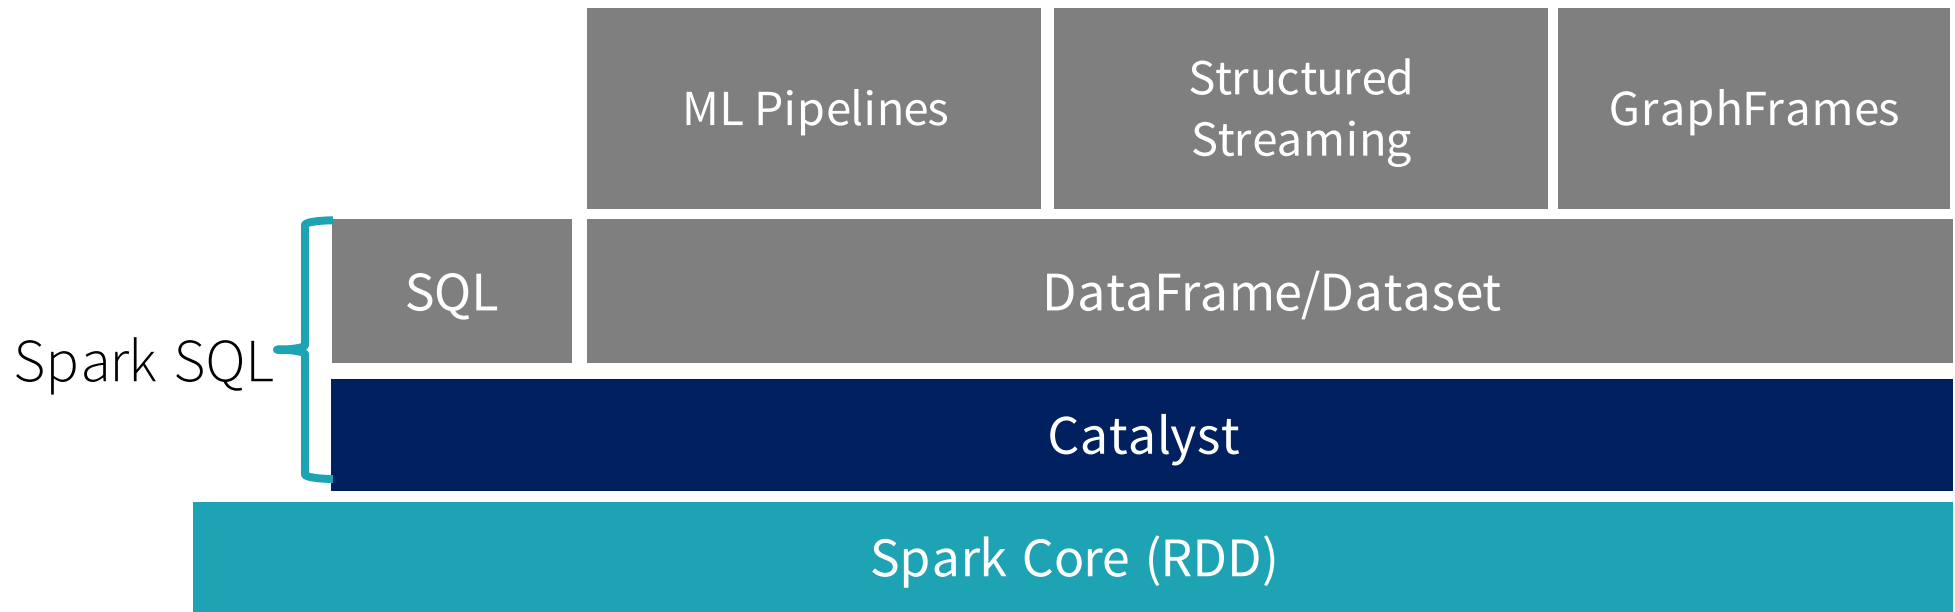 ML Pipelines
Structured
Streaming
GraphFrames
SQL
DataFrame/Dataset
Spark SQL
Catalyst
Spark Core (RDD)